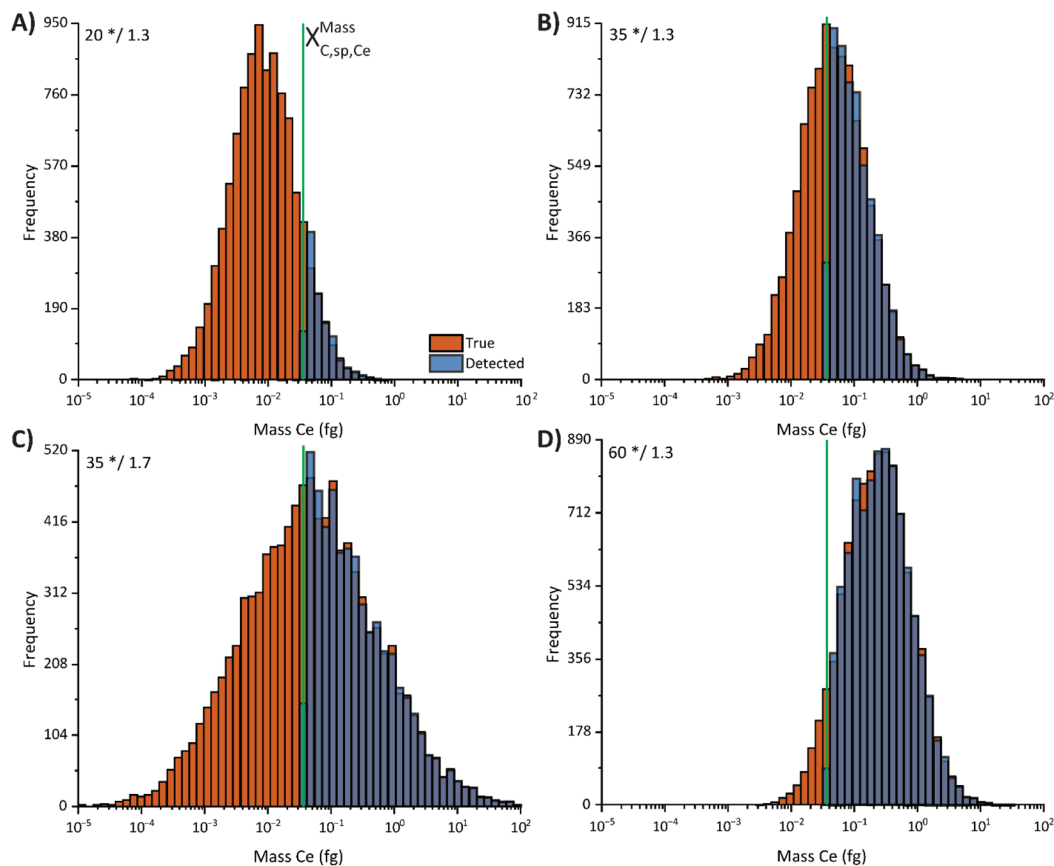 A)
20 */ 1.3
X Mass C,sp,Ce
Frequency
950
760
570
380
190
0
True
Detected
10⁻⁵ 10⁻⁴ 10⁻³ 10⁻² 10⁻¹ 10⁰ 10¹ 10²
Mass Ce (fg)
B)
35 */ 1.3
Frequency
915
732
549
366
183
0
10⁻⁵ 10⁻⁴ 10⁻³ 10⁻² 10⁻¹ 10⁰ 10¹ 10²
Mass Ce (fg)
C)
35 */ 1.7
Frequency
520
416
312
208
104
0
10⁻⁵ 10⁻⁴ 10⁻³ 10⁻² 10⁻¹ 10⁰ 10¹ 10²
Mass Ce (fg)
D)
60 */ 1.3
Frequency
890
712
534
356
178
0
10⁻⁵ 10⁻⁴ 10⁻³ 10⁻² 10⁻¹ 10⁰ 10¹ 10²
Mass Ce (fg)